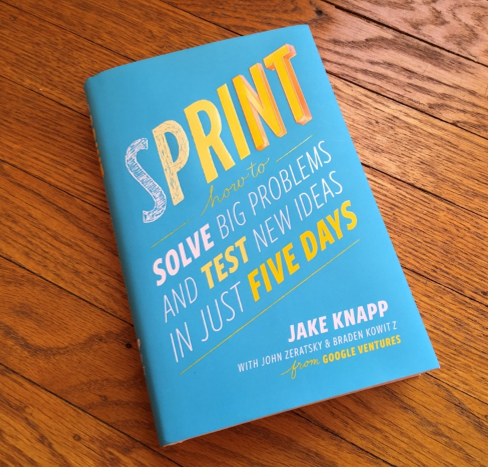 SPRINT
how to
SOLVE BIG PROBLEMS
AND TEST NEW IDEAS
IN JUST FIVE DAYS
JAKE KNAPP
WITH JOHN ZERATSKY & BRADEN KOWITZ
from GOOGLE VENTURES